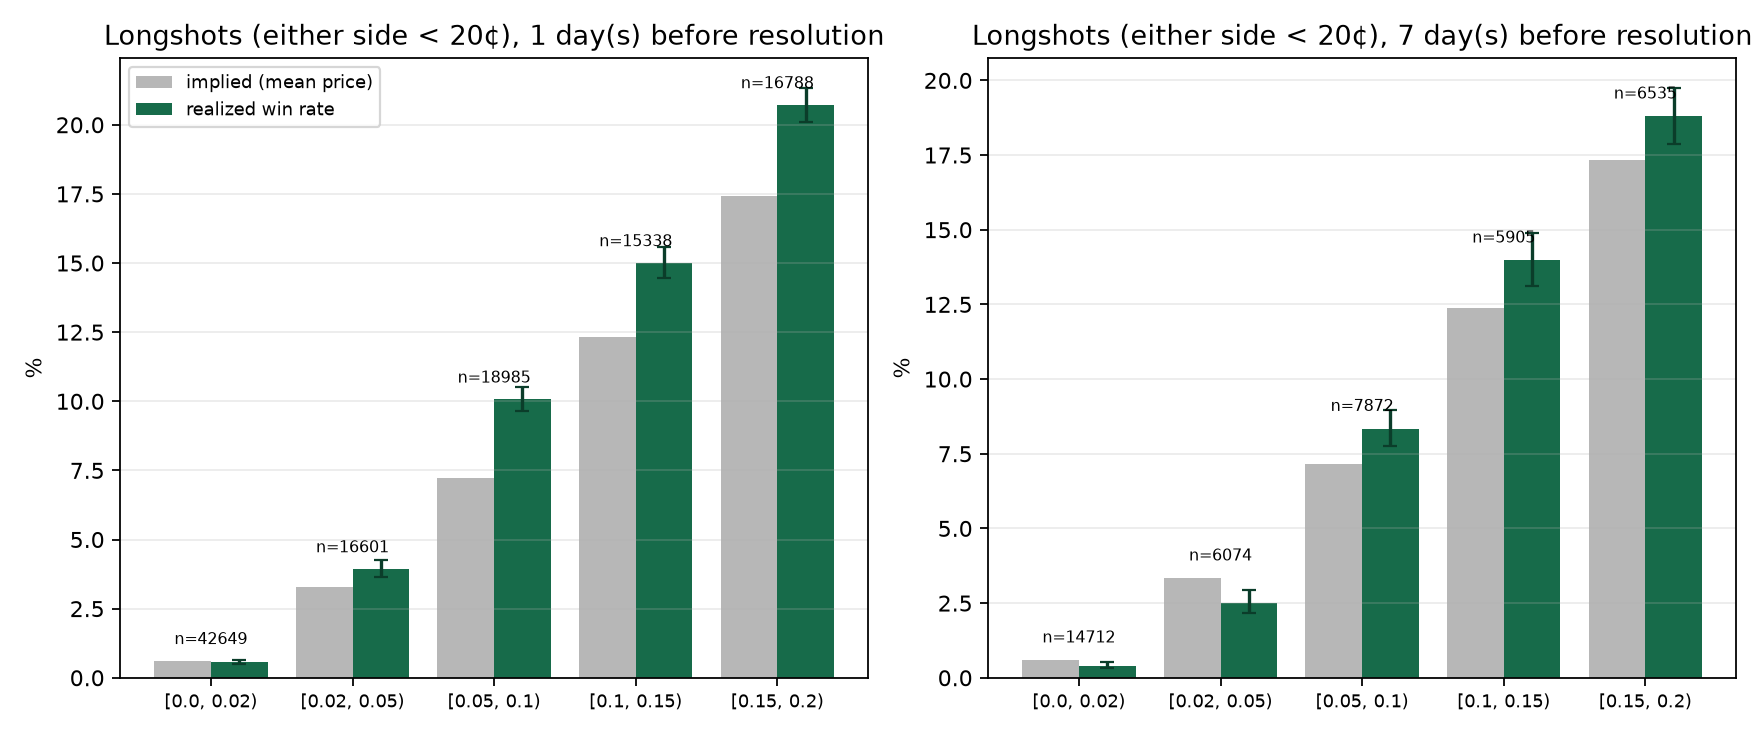 Longshots (either side < 20¢), 1 day(s) before resolution
implied (mean price)
realized win rate
%
20.0
17.5
15.0
12.5
10.0
7.5
5.0
2.5
0.0
n=42649
n=16601
n=18985
n=15338
n=16788
[0.0, 0.02)
[0.02, 0.05)
[0.05, 0.1)
[0.1, 0.15)
[0.15, 0.2)
Longshots (either side < 20¢), 7 day(s) before resolution
%
20.0
17.5
15.0
12.5
10.0
7.5
5.0
2.5
0.0
n=14712
n=6074
n=7872
n=5905
n=6535
[0.0, 0.02)
[0.02, 0.05)
[0.05, 0.1)
[0.1, 0.15)
[0.15, 0.2)